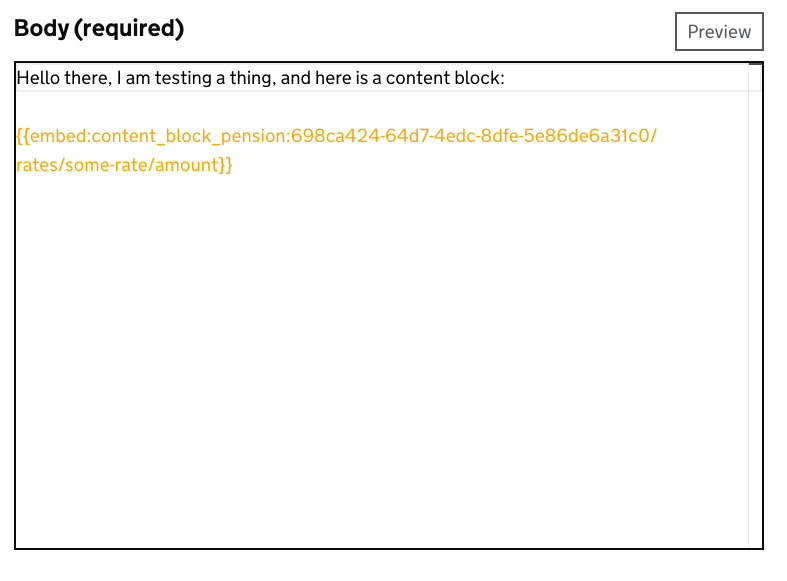 Body (required)
Preview
Hello there, I am testing a thing, and here is a content block:
{{embed:content_block_pension:698ca424-64d7-4edc-8dfe-5e86de6a31c0/
rates/some-rate/amount}}